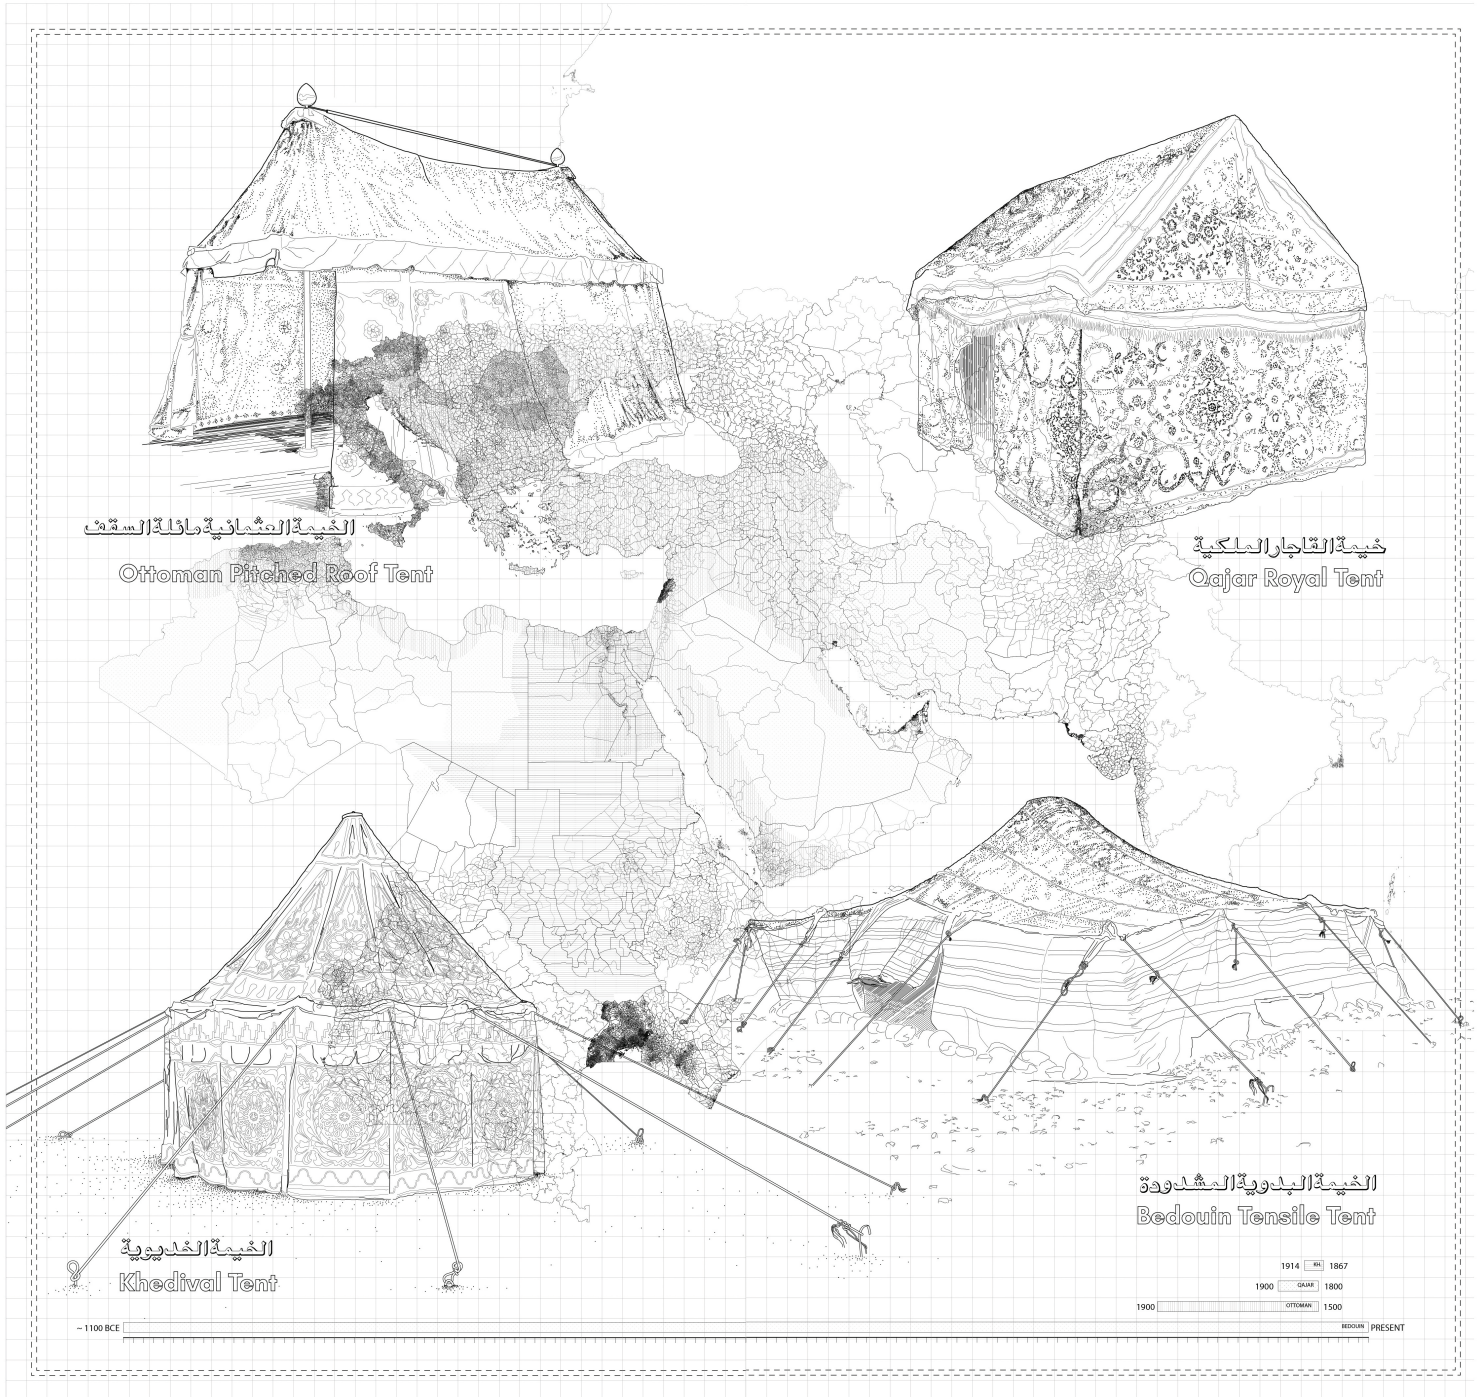 الخيمة العثمانية مائلة السقف
Ottoman Pitched Roof Tent
خيمة القاجار الملكية
Qajar Royal Tent
الخيمة البدوية المشدودة
Bedouin Tensile Tent
الخيمة الخديوية
Khedival Tent
1914 KH. 1867
1900 QAJAR 1800
1900 OTTOMAN 1500
~ 1100 BCE BEDOUIN PRESENT